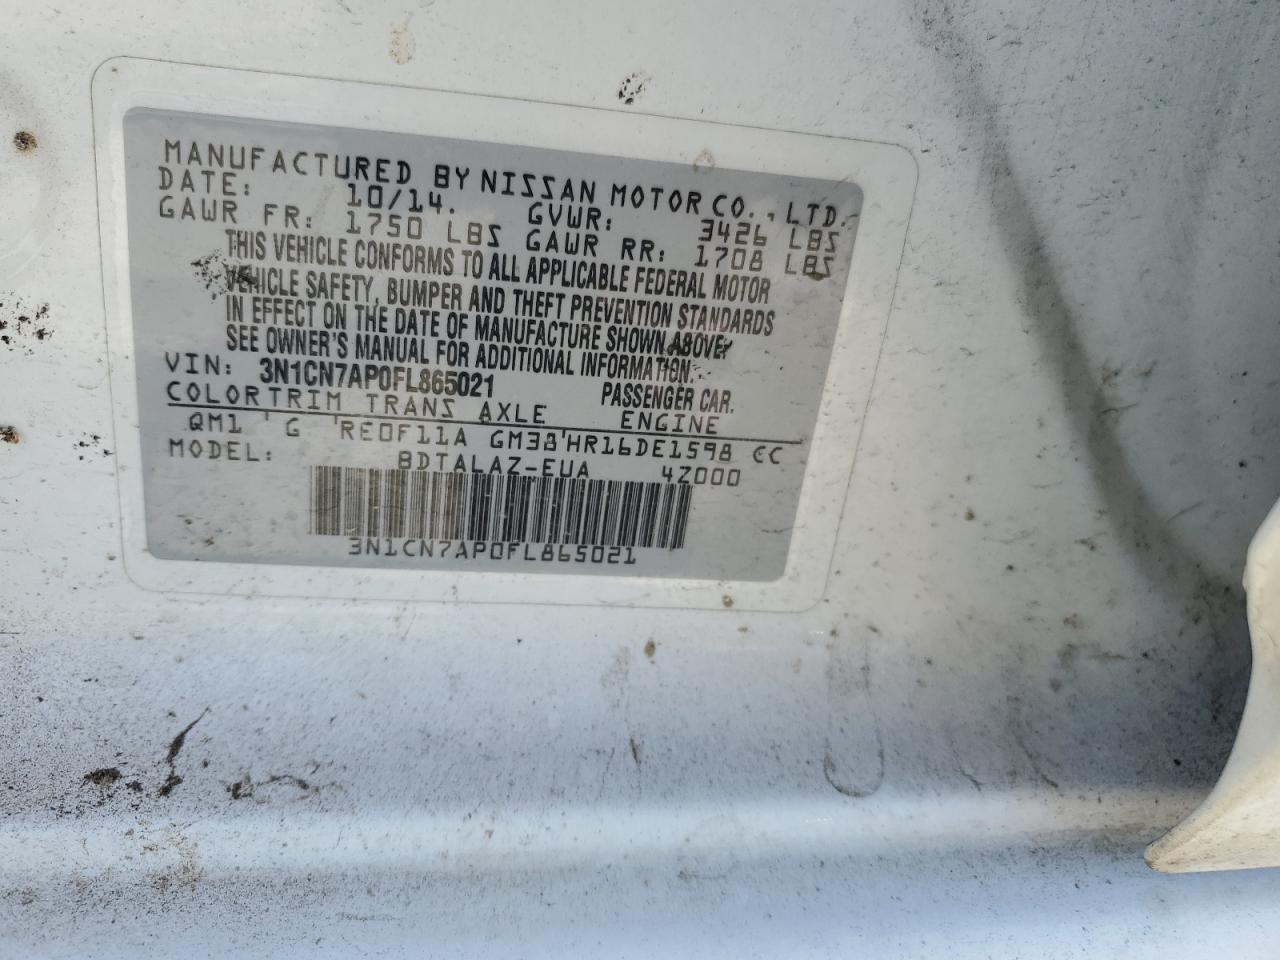 MANUFACTURED BY NISSAN MOTOR CO., LTD.
DATE: 10/14. GVWR: 3426 LBS
GAWR FR: 1750 LBS GAWR RR: 1708 LBS
THIS VEHICLE CONFORMS TO ALL APPLICABLE FEDERAL MOTOR
VEHICLE SAFETY, BUMPER AND THEFT PREVENTION STANDARDS
IN EFFECT ON THE DATE OF MANUFACTURE SHOWN ABOVE.
SEE OWNER'S MANUAL FOR ADDITIONAL INFORMATION.
VIN: 3N1CN7AP0FL865021 PASSENGER CAR.
COLOR TRIM TRANS AXLE ENGINE
QM1 ' G 'RE0F11A GM38'HR16DE1598 CC
MODEL: BDTALAZ-EUA 4Z000
3N1CN7AP0FL865021